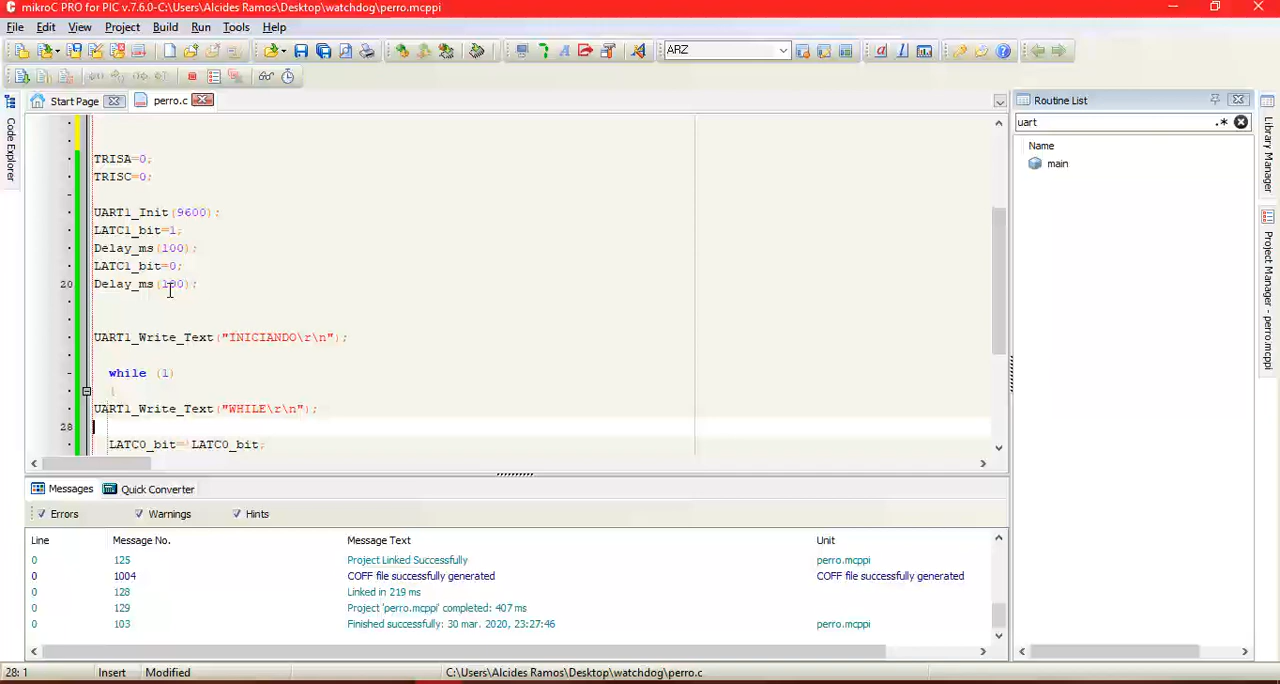 mikroC PRO for PIC v.7.6.0-C:\Users\Alcides Ramos\Desktop\watchdog\perro.mcppi
File Edit View Project Build Run Tools Help
ARZ
Start Page perro.c
Code Explorer
TRISA=0;
TRISC=0;
UART1_Init(9600);
LATC1_bit=1;
Delay_ms(100);
LATC1_bit=0;
20 Delay_ms(100);
UART1_Write_Text("INICIANDO\r\n");
while (1)
{
UART1_Write_Text("WHILE\r\n");
28
LATC0_bit=!LATC0_bit;
Routine List
uart .*
Name
main
Library Manager
Project Manager - perro.mcppi
Messages Quick Converter
Errors Warnings Hints
Line Message No. Message Text Unit
0 125 Project Linked Successfully perro.mcppi
0 1004 COFF file successfully generated COFF file successfully generated
0 128 Linked in 219 ms
0 129 Project 'perro.mcppi' completed: 407 ms
0 103 Finished successfully: 30 mar. 2020, 23:27:46 perro.mcppi
28: 1 Insert Modified C:\Users\Alcides Ramos\Desktop\watchdog\perro.c